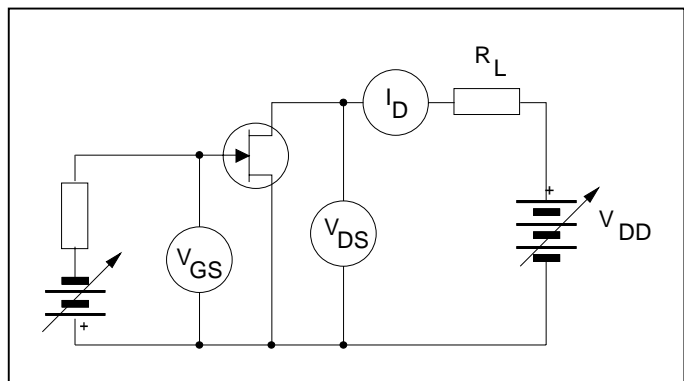 R_L
I_D
+
V_DD
V_DS
V_GS
+